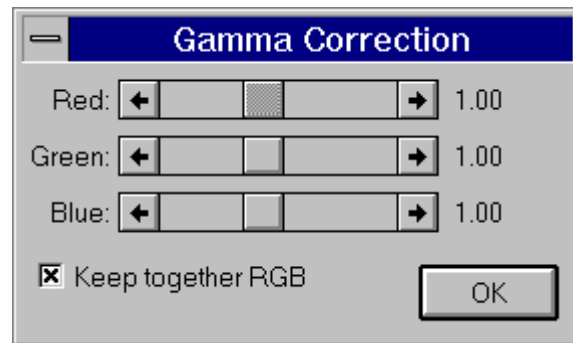 Gamma Correction
Red: 1.00
Green: 1.00
Blue: 1.00
Keep together RGB
OK